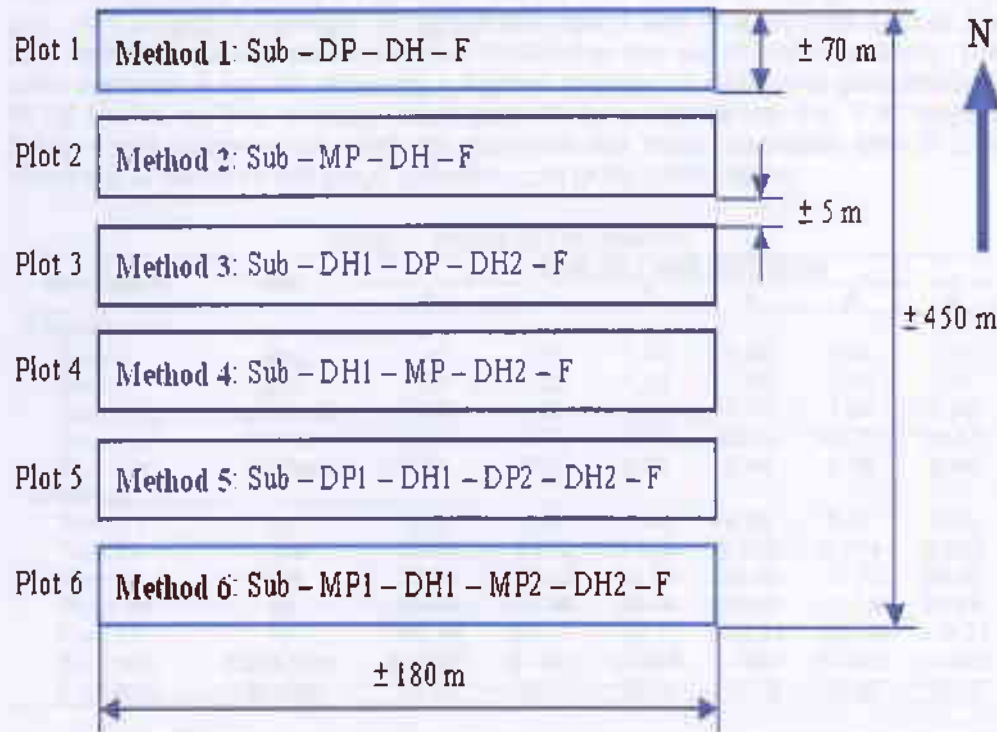 Plot 1 Method 1: Sub – DP – DH – F ± 70 m N
Plot 2 Method 2: Sub – MP – DH – F
± 5 m
Plot 3 Method 3: Sub – DH1 – DP – DH2 – F
± 450 m
Plot 4 Method 4: Sub – DH1 – MP – DH2 – F
Plot 5 Method 5: Sub – DP1 – DH1 – DP2 – DH2 – F
Plot 6 Method 6: Sub – MP1 – DH1 – MP2 – DH2 – F
± 180 m